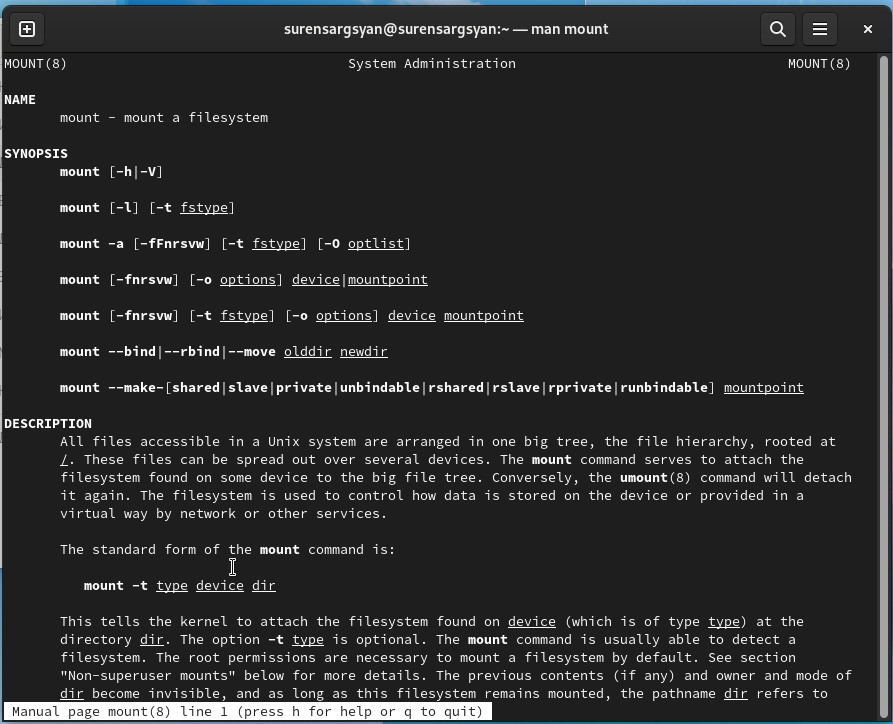 surensargsyan@surensargsyan:~ — man mount
MOUNT(8) System Administration MOUNT(8)
NAME
mount - mount a filesystem
SYNOPSIS
mount [-h|-V]
mount [-l] [-t fstype]
mount -a [-fFnrsvw] [-t fstype] [-O optlist]
mount [-fnrsvw] [-o options] device|mountpoint
mount [-fnrsvw] [-t fstype] [-o options] device mountpoint
mount --bind|--rbind|--move olddir newdir
mount --make-[shared|slave|private|unbindable|rshared|rslave|rprivate|runbindable] mountpoint
DESCRIPTION
All files accessible in a Unix system are arranged in one big tree, the file hierarchy, rooted at
/. These files can be spread out over several devices. The mount command serves to attach the
filesystem found on some device to the big file tree. Conversely, the umount(8) command will detach
it again. The filesystem is used to control how data is stored on the device or provided in a
virtual way by network or other services.
The standard form of the mount command is:
mount -t type device dir
This tells the kernel to attach the filesystem found on device (which is of type type) at the
directory dir. The option -t type is optional. The mount command is usually able to detect a
filesystem. The root permissions are necessary to mount a filesystem by default. See section
"Non-superuser mounts" below for more details. The previous contents (if any) and owner and mode of
dir become invisible, and as long as this filesystem remains mounted, the pathname dir refers to
Manual page mount(8) line 1 (press h for help or q to quit)